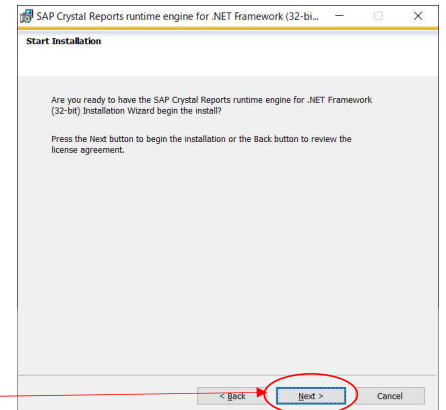 SAP Crystal Reports runtime engine for .NET Framework (32-bi...
Start Installation
Are you ready to have the SAP Crystal Reports runtime engine for .NET Framework
(32-bit) Installation Wizard begin the install?
Press the Next button to begin the installation or the Back button to review the
license agreement.
< Back
Next >
Cancel